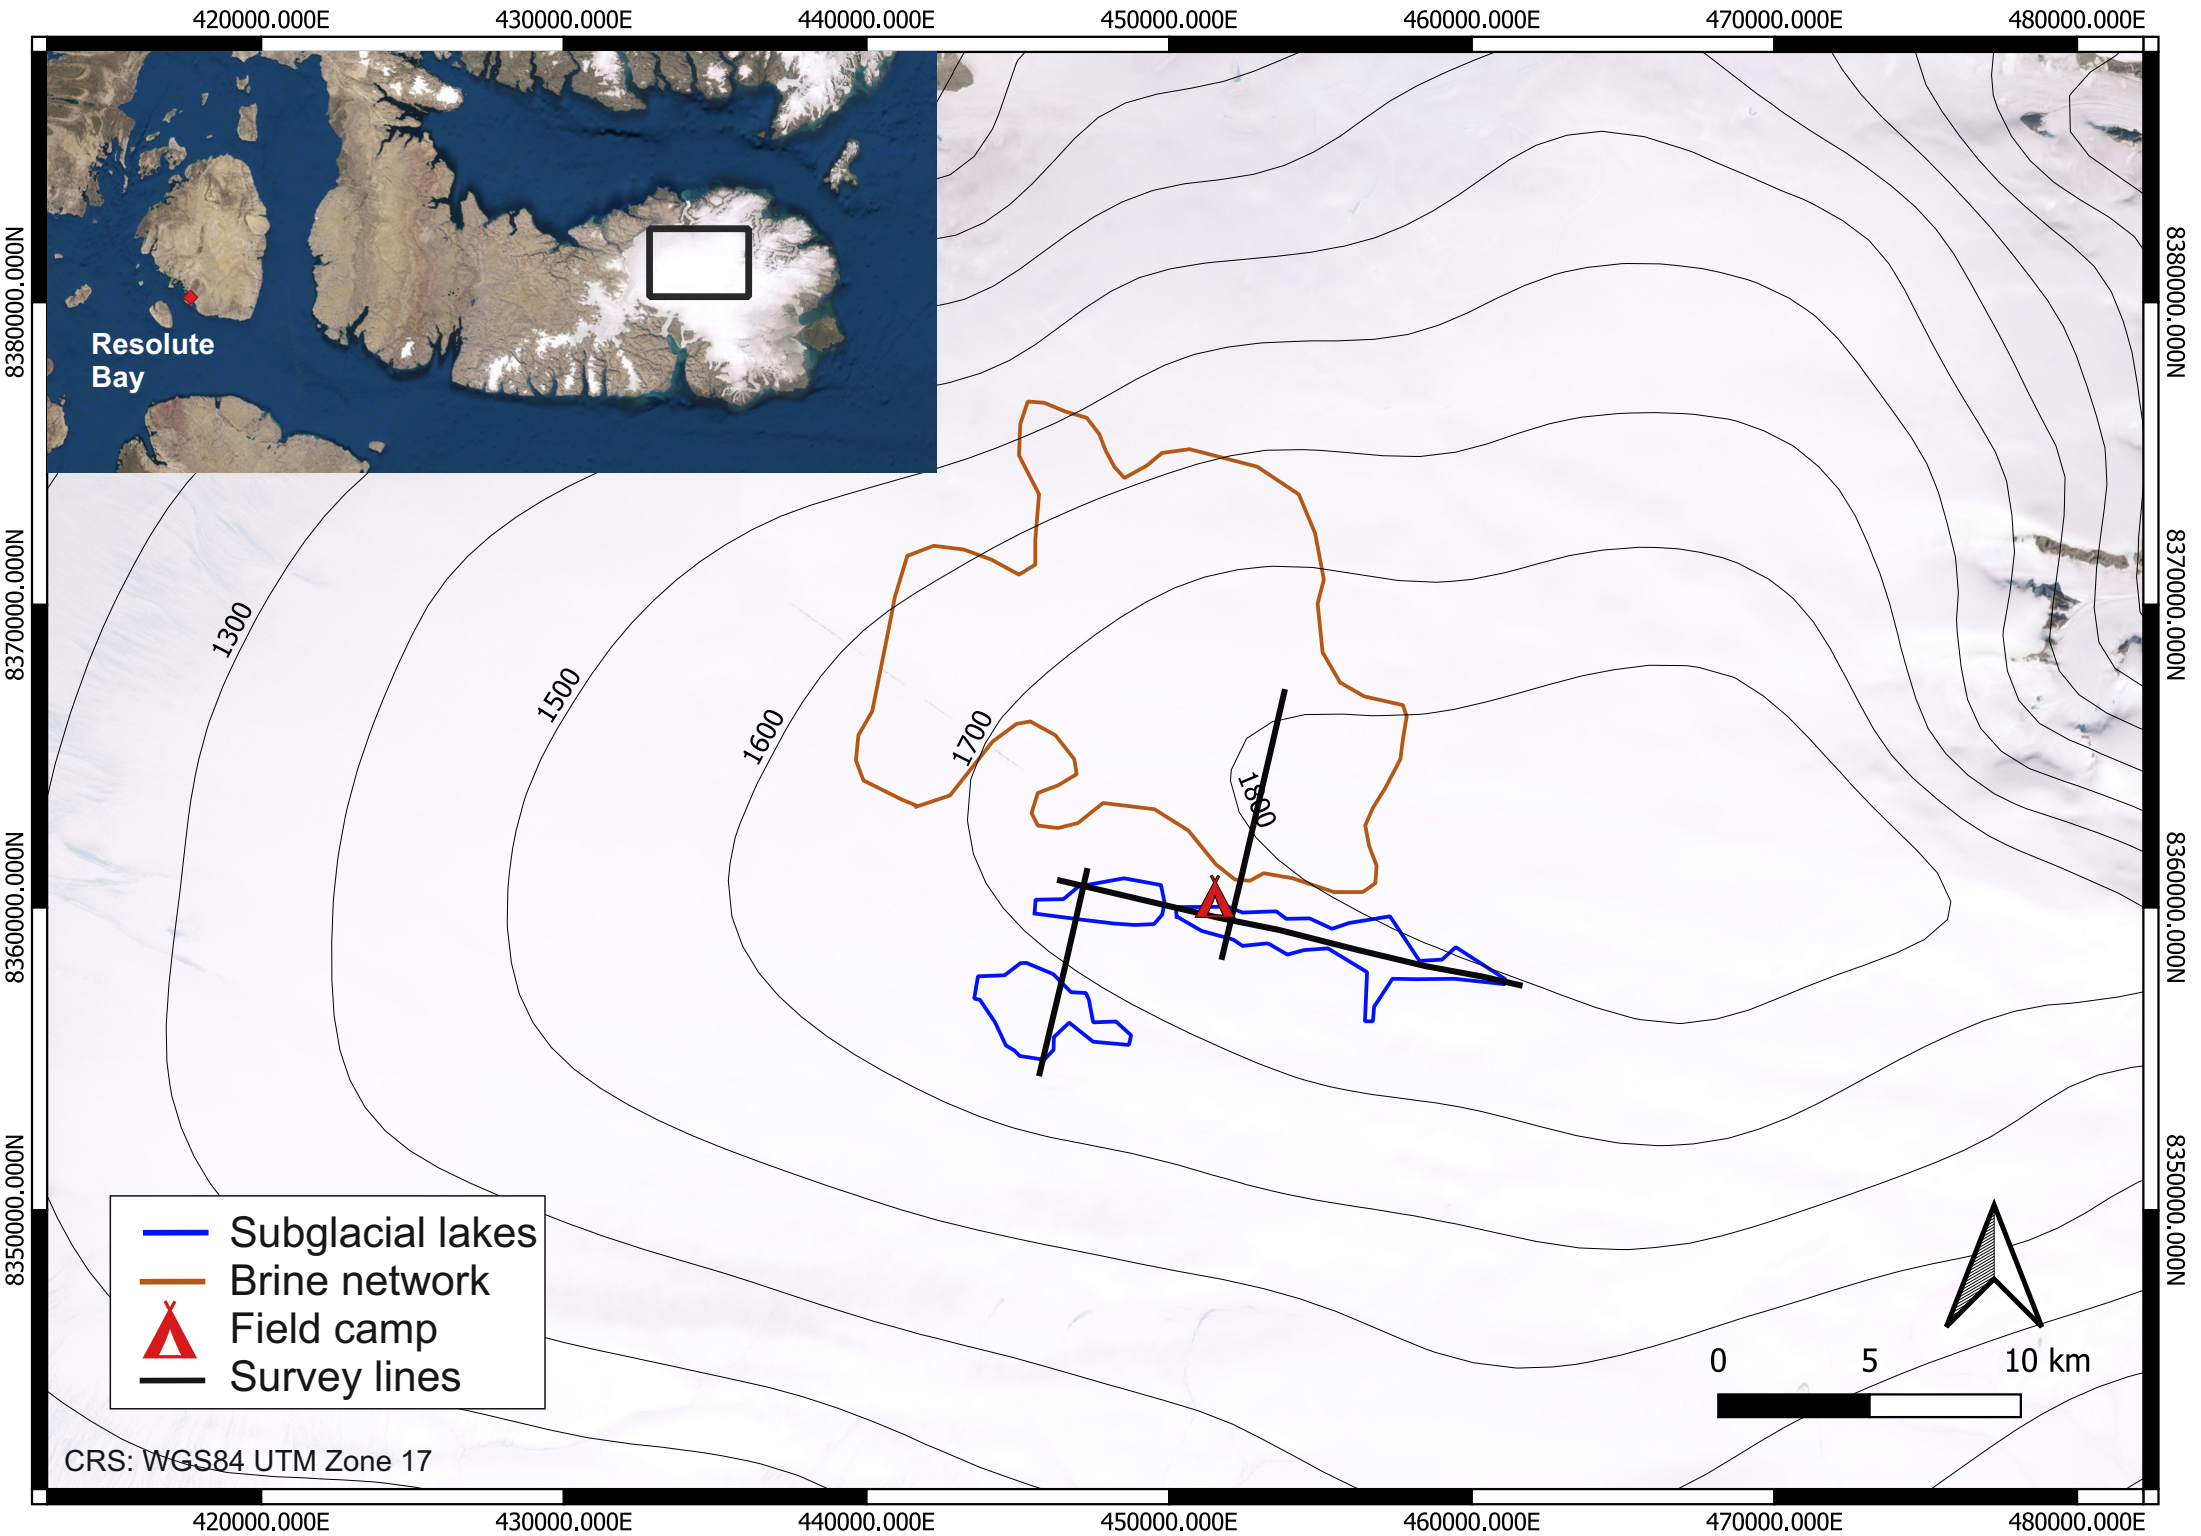 420000.000E 430000.000E 440000.000E 450000.000E 460000.000E 470000.000E 480000.000E
8380000.000N
8370000.000N
8360000.000N
8350000.000N
8380000.000N
8370000.000N
8360000.000N
8350000.000N
Resolute
Bay
1300
1500
1600
1700
1800
Subglacial lakes
Brine network
Field camp
Survey lines
0 5 10 km
CRS: WGS84 UTM Zone 17
420000.000E 430000.000E 440000.000E 450000.000E 460000.000E 470000.000E 480000.000E